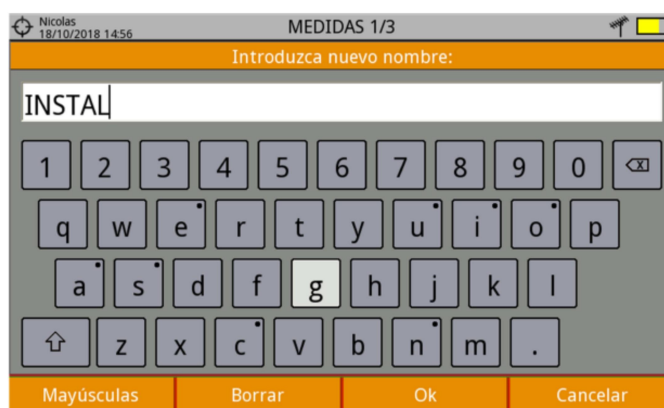 Nicolas
18/10/2018 14:56
MEDIDAS 1/3
Introduzca nuevo nombre:
INSTAL
1 2 3 4 5 6 7 8 9 0
q w e r t y u i o p
a s d f g h j k l
z x c v b n m .
Mayúsculas Borrar Ok Cancelar